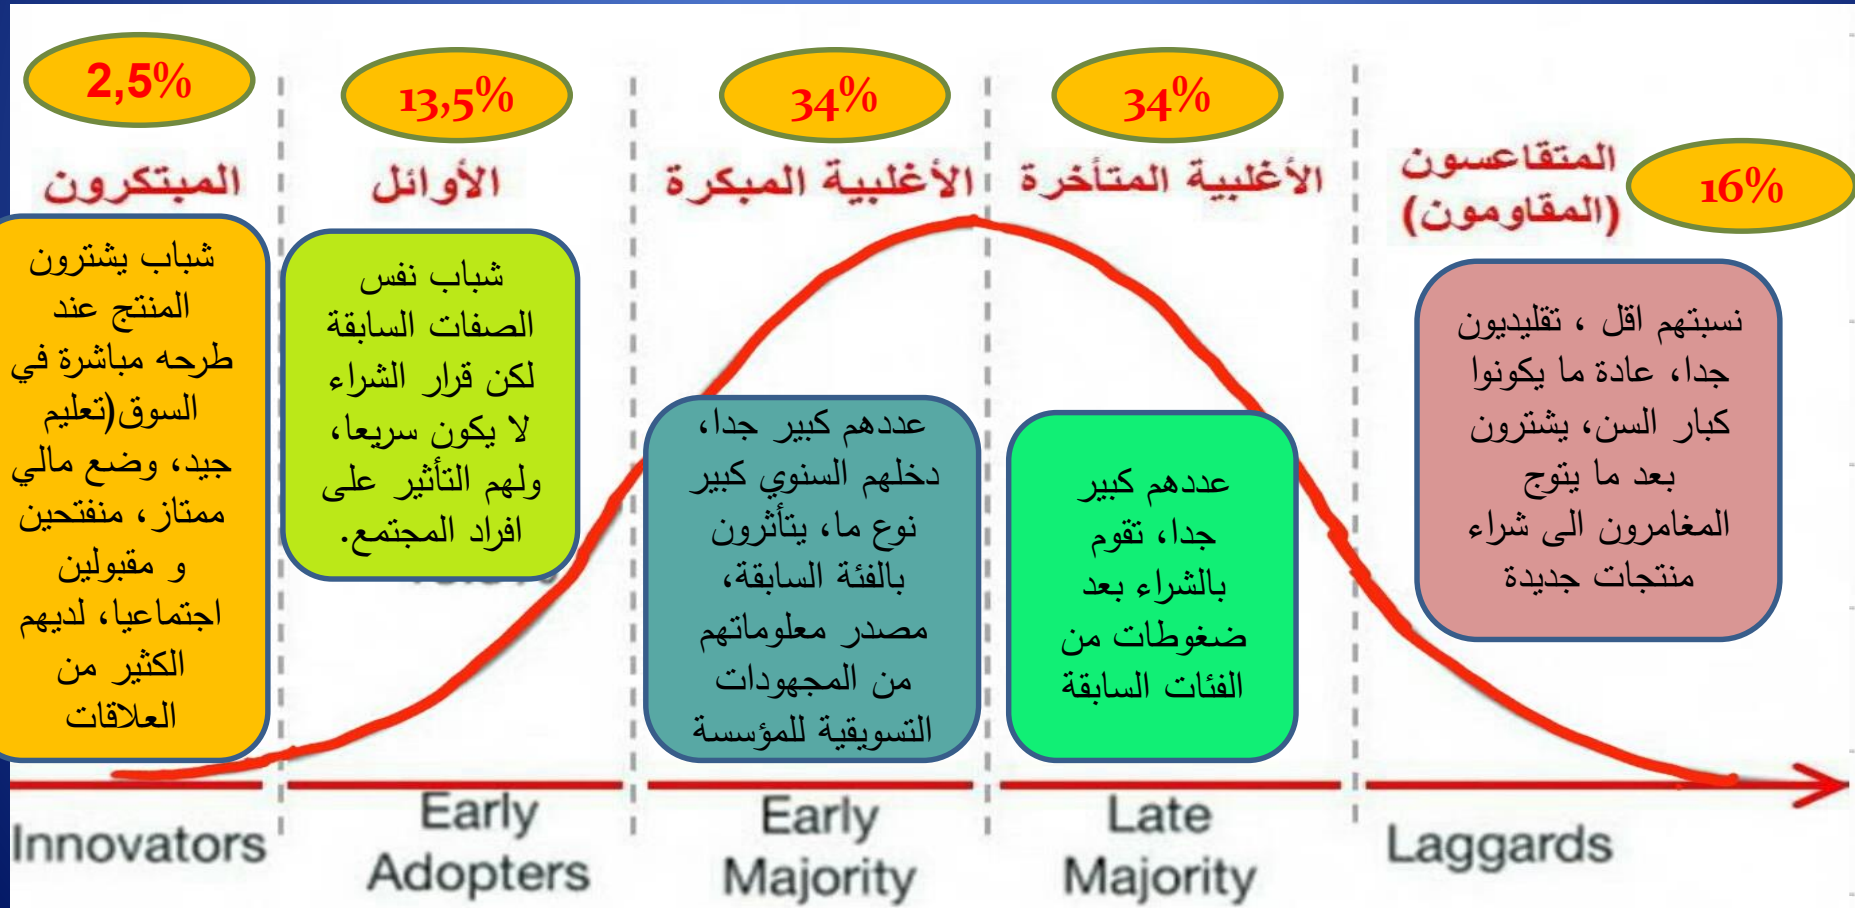 2,5%
المبتكرون
شباب يشترون
المنتج عند
طرحه مباشرة في
السوق(تعليم
جيد، وضع مالي
ممتاز، منفتحين
و مقبولين
اجتماعيا، لديهم
الكثير من
العلاقات
Innovators
13,5%
الأوائل
شباب نفس
الصفات السابقة
لكن قرار الشراء
لا يكون سريعا،
ولهم التأثير على
افراد المجتمع.
Early
Adopters
34%
الأغلبية المبكرة
عددهم كبير جدا،
دخلهم السنوي كبير
نوع ما، يتأثرون
بالفئة السابقة،
مصدر معلوماتهم
من المجهودات
التسويقية للمؤسسة
Early
Majority
34%
الأغلبية المتأخرة
عددهم كبير
جدا، تقوم
بالشراء بعد
ضغوطات من
الفئات السابقة
Late
Majority
16%
المتقاعسون
(المقاومون)
نسبتهم اقل ، تقليديون
جدا، عادة ما يكونوا
كبار السن، يشترون
بعد ما يتوج
المغامرون الى شراء
منتجات جديدة
Laggards